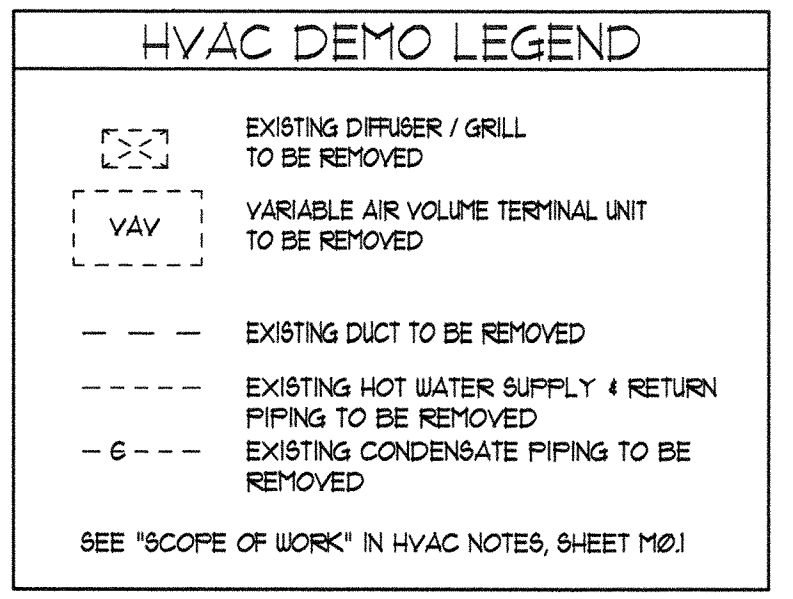 HVAC DEMO LEGEND
EXISTING DIFFUSER / GRILL
TO BE REMOVED
VAV
VARIABLE AIR VOLUME TERMINAL UNIT
TO BE REMOVED
EXISTING DUCT TO BE REMOVED
EXISTING HOT WATER SUPPLY & RETURN
PIPING TO BE REMOVED
C
EXISTING CONDENSATE PIPING TO BE
REMOVED
SEE "SCOPE OF WORK" IN HVAC NOTES, SHEET M0.1